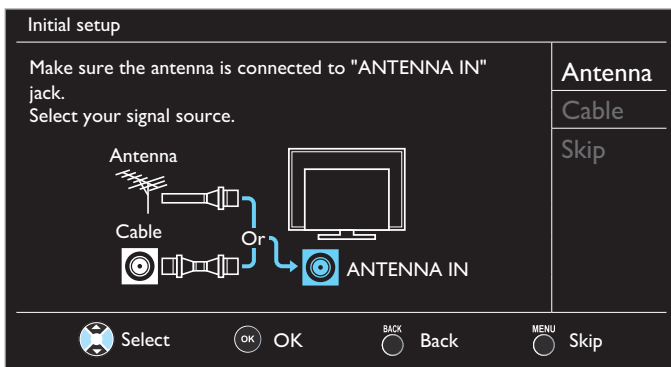 Initial setup
Make sure the antenna is connected to "ANTENNA IN"
jack.
Select your signal source.
Antenna
Cable
Or
ANTENNA IN
Antenna
Cable
Skip
Select
OK OK
BACK Back
MENU Skip